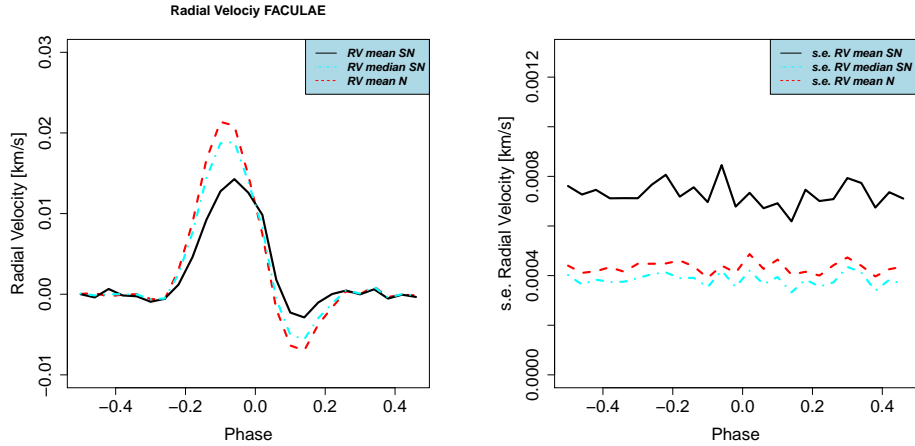 Radial Velociy FACULAE
RV mean SN
RV median SN
RV mean N
Radial Velocity [km/s]
0.03
0.02
0.01
0.00
−0.01
−0.4 −0.2 0.0 0.2 0.4
Phase
s.e. RV mean SN
s.e. RV median SN
s.e. RV mean N
s.e. Radial Velocity [km/s]
0.0012
0.0008
0.0004
0.0000
−0.4 −0.2 0.0 0.2 0.4
Phase